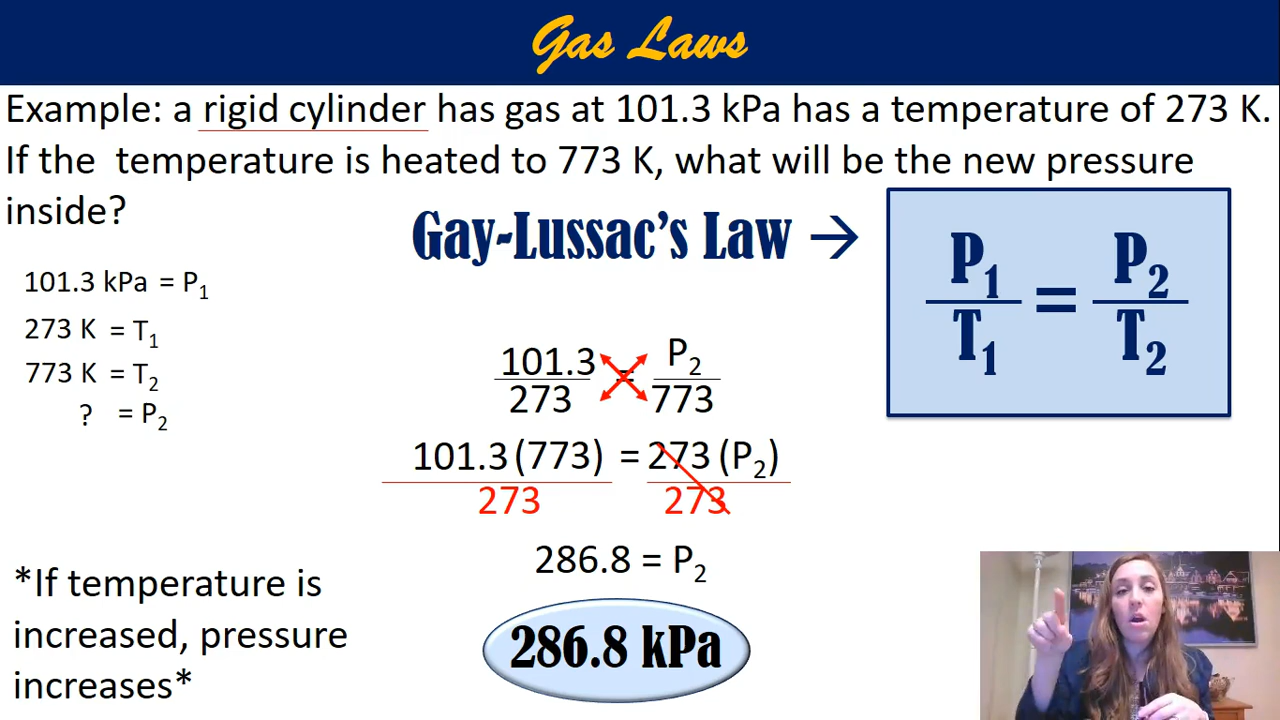 Gas Laws
Example: a rigid cylinder has gas at 101.3 kPa has a temperature of 273 K.
If the temperature is heated to 773 K, what will be the new pressure
inside?
Gay-Lussac's Law →
P₁ = P₂
T₁ T₂
101.3 kPa = P₁
273 K = T₁
773 K = T₂
? = P₂
101.3 = P₂
273 773
101.3 (773) = 273 (P₂)
273 273
286.8 = P₂
286.8 kPa
*If temperature is
increased, pressure
increases*